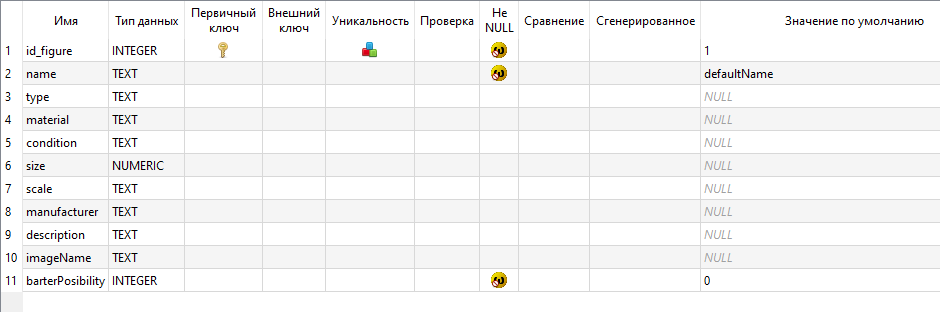 Имя Тип данных Первичный ключ Внешний ключ Уникальность Проверка Не NULL Сравнение Сгенерированное Значение по умолчанию
1 id_figure INTEGER 1
2 name TEXT defaultName
3 type TEXT NULL
4 material TEXT NULL
5 condition TEXT NULL
6 size NUMERIC NULL
7 scale TEXT NULL
8 manufacturer TEXT NULL
9 description TEXT NULL
10 imageName TEXT NULL
11 barterPosibility INTEGER 0